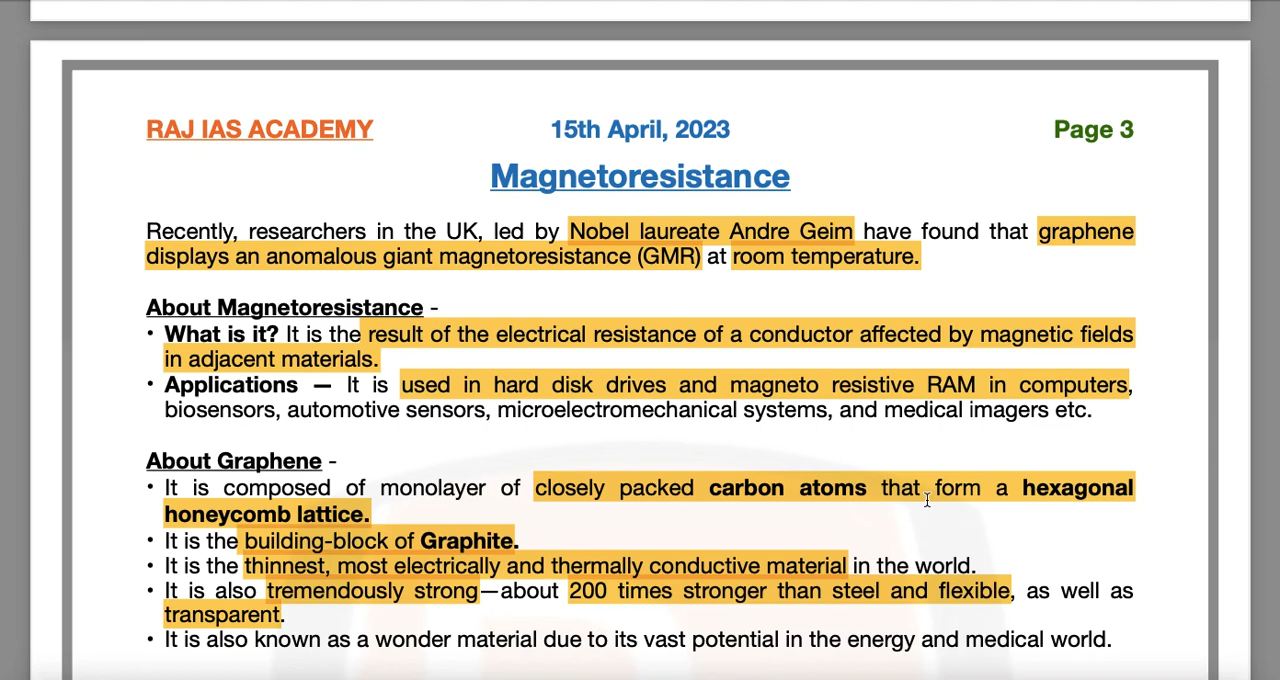 RAJ IAS ACADEMY 15th April, 2023 Page 3
Magnetoresistance
Recently, researchers in the UK, led by Nobel laureate Andre Geim have found that graphene
displays an anomalous giant magnetoresistance (GMR) at room temperature.
About Magnetoresistance -
• What is it? It is the result of the electrical resistance of a conductor affected by magnetic fields
in adjacent materials.
• Applications — It is used in hard disk drives and magneto resistive RAM in computers,
biosensors, automotive sensors, microelectromechanical systems, and medical imagers etc.
About Graphene -
• It is composed of monolayer of closely packed carbon atoms that form a hexagonal
honeycomb lattice.
• It is the building-block of Graphite.
• It is the thinnest, most electrically and thermally conductive material in the world.
• It is also tremendously strong—about 200 times stronger than steel and flexible, as well as
transparent.
• It is also known as a wonder material due to its vast potential in the energy and medical world.